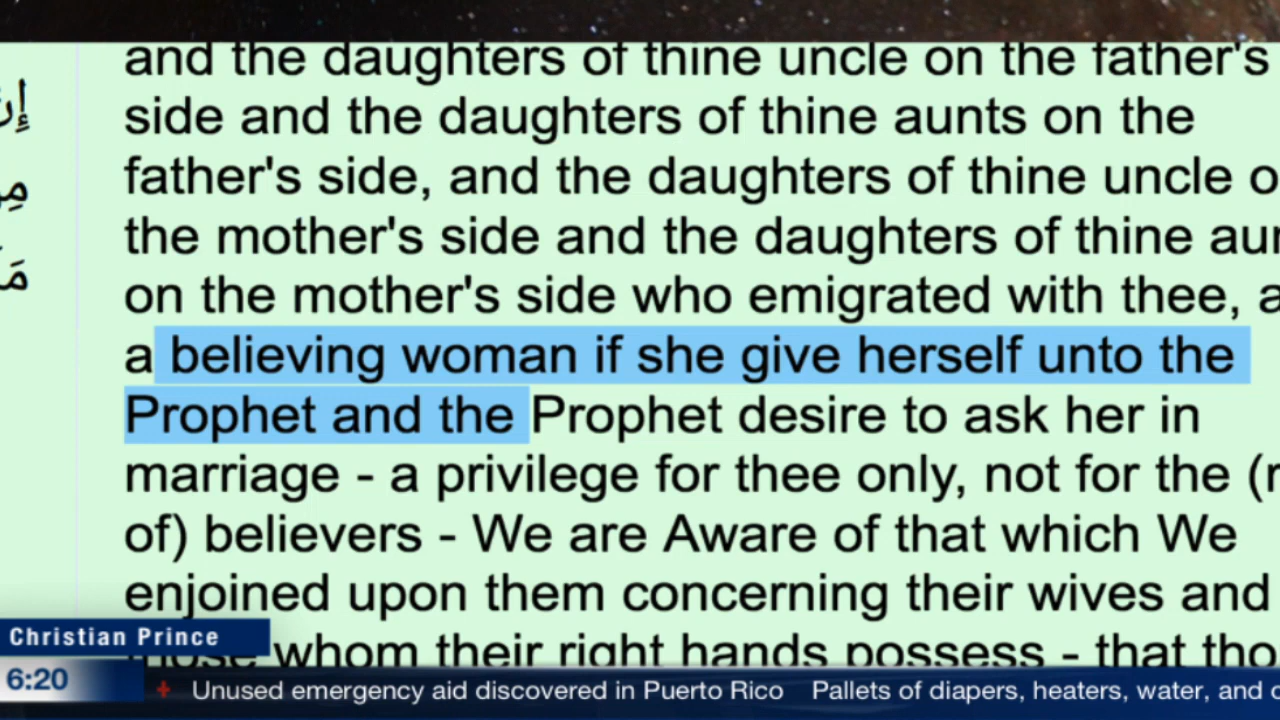 and the daughters of thine uncle on the father's
side and the daughters of thine aunts on the
father's side, and the daughters of thine uncle
the mother's side and the daughters of thine
on the mother's side who emigrated with thee,
a believing woman if she give herself unto the
Prophet and the Prophet desire to ask her in
marriage - a privilege for thee only, not for the
of) believers - We are Aware of that which We
enjoined upon them concerning their wives and
those whom their right hands possess - that
Christian Prince
6:20
Unused emergency aid discovered in Puerto Rico Pallets of diapers, heaters, water, and